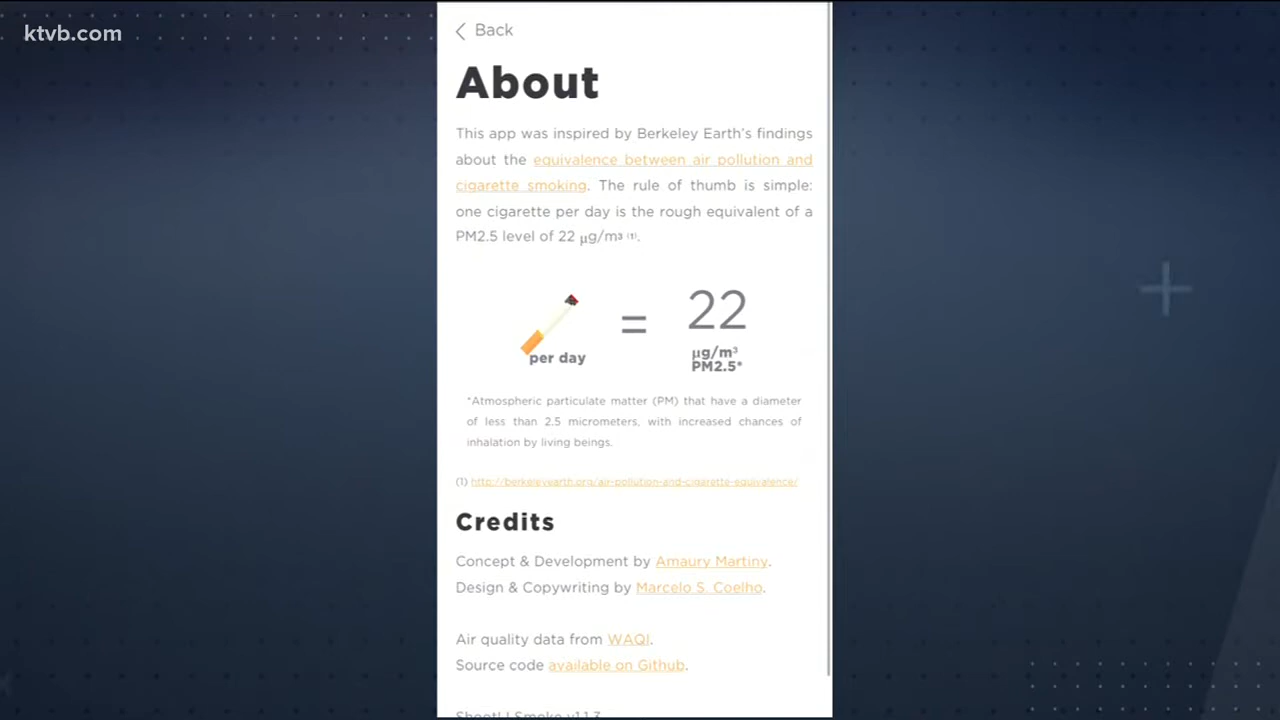 ktvb.com
Back
About
This app was inspired by Berkeley Earth's findings
about the equivalence between air pollution and
cigarette smoking. The rule of thumb is simple:
one cigarette per day is the rough equivalent of a
PM2.5 level of 22 µg/m³ ⁽¹⁾.
per day
=
22
µg/m³
PM2.5*
*Atmospheric particulate matter (PM) that have a diameter
of less than 2.5 micrometers, with increased chances of
inhalation by living beings.
(1) http://berkeleyearth.org/air-pollution-and-cigarette-equivalence/
Credits
Concept & Development by Amaury Martiny.
Design & Copywriting by Marcelo S. Coelho.
Air quality data from WAQI.
Source code available on Github.
Shoot! I Smoke v1.1.3